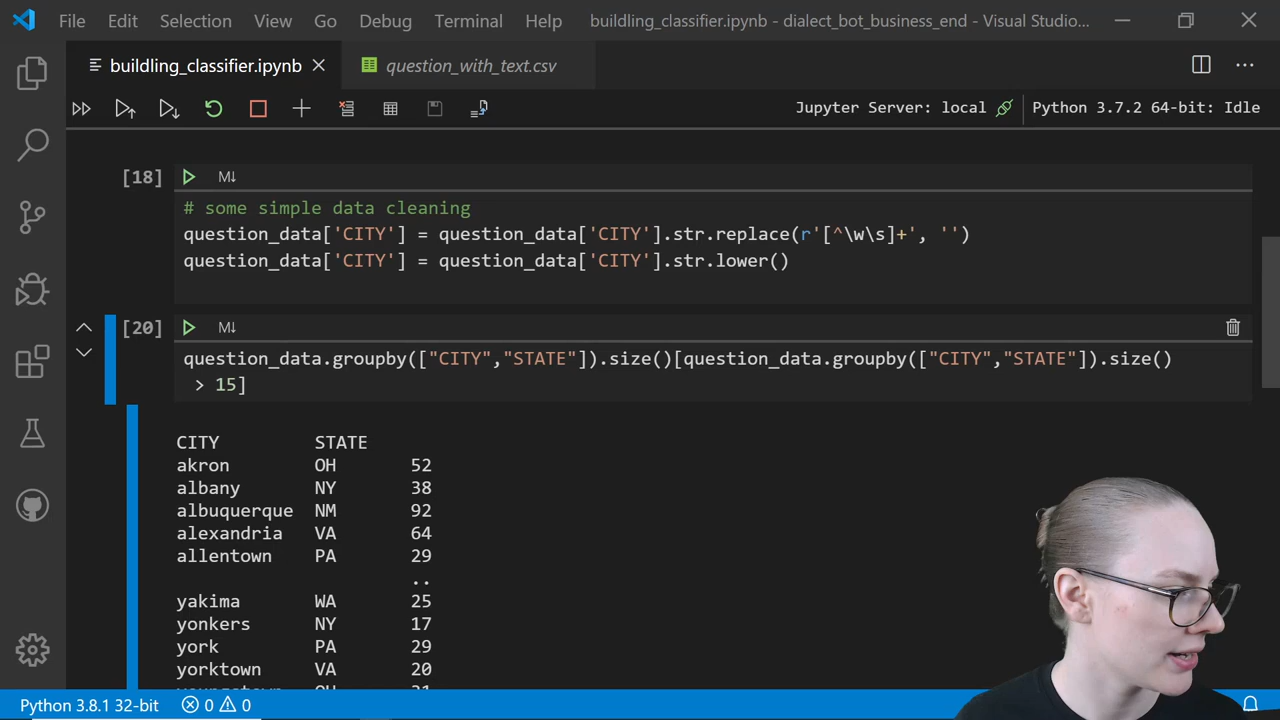 File Edit Selection View Go Debug Terminal Help buildling_classifier.ipynb - dialect_bot_business_end - Visual Studio...
buildling_classifier.ipynb question_with_text.csv
Jupyter Server: local Python 3.7.2 64-bit: Idle
[18] M↓
# some simple data cleaning
question_data['CITY'] = question_data['CITY'].str.replace(r'[^\w\s]+', '')
question_data['CITY'] = question_data['CITY'].str.lower()
[20] M↓
question_data.groupby(["CITY","STATE"]).size()[question_data.groupby(["CITY","STATE"]).size()
> 15]
CITY STATE
akron OH 52
albany NY 38
albuquerque NM 92
alexandria VA 64
allentown PA 29
..
yakima WA 25
yonkers NY 17
york PA 29
yorktown VA 20
Python 3.8.1 32-bit 0 0